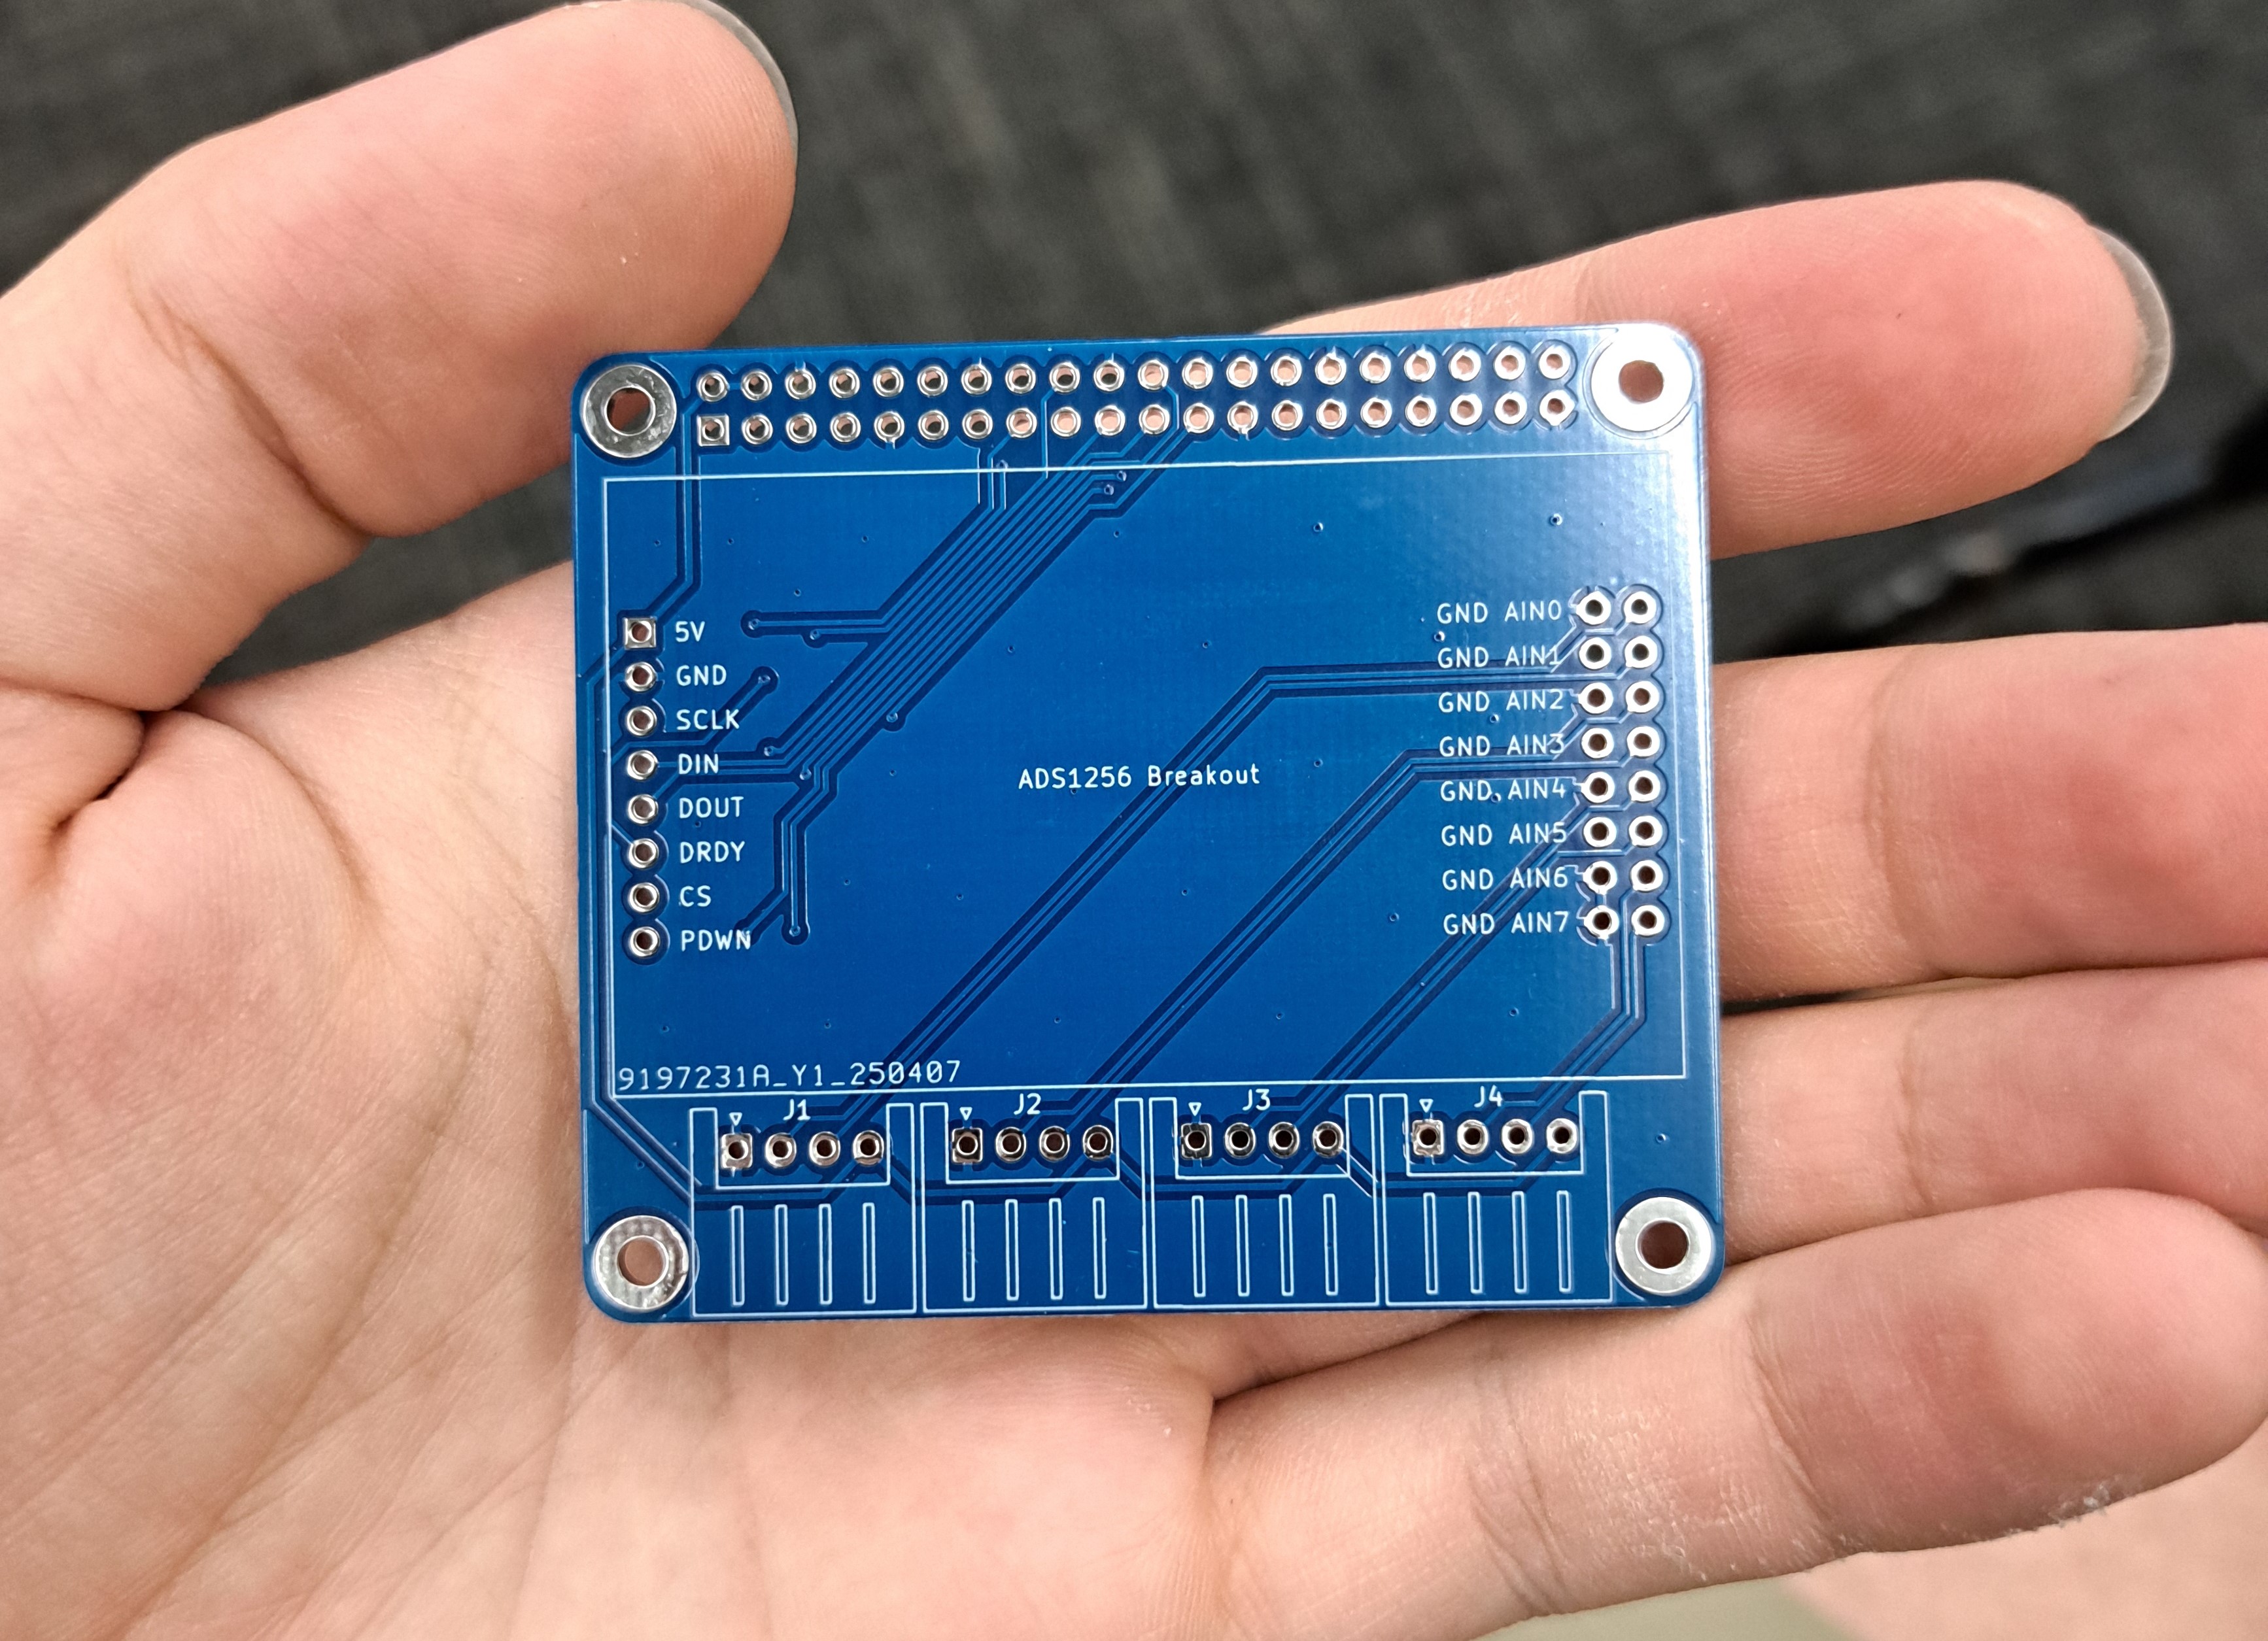 5V
GND
SCLK
DIN
DOUT
DRDY
CS
PDWN
ADS1256 Breakout
GND AIN0
GND AIN1
GND AIN2
GND AIN3
GND AIN4
GND AIN5
GND AIN6
GND AIN7
9197231A_Y1_250407
J1
J2
J3
J4